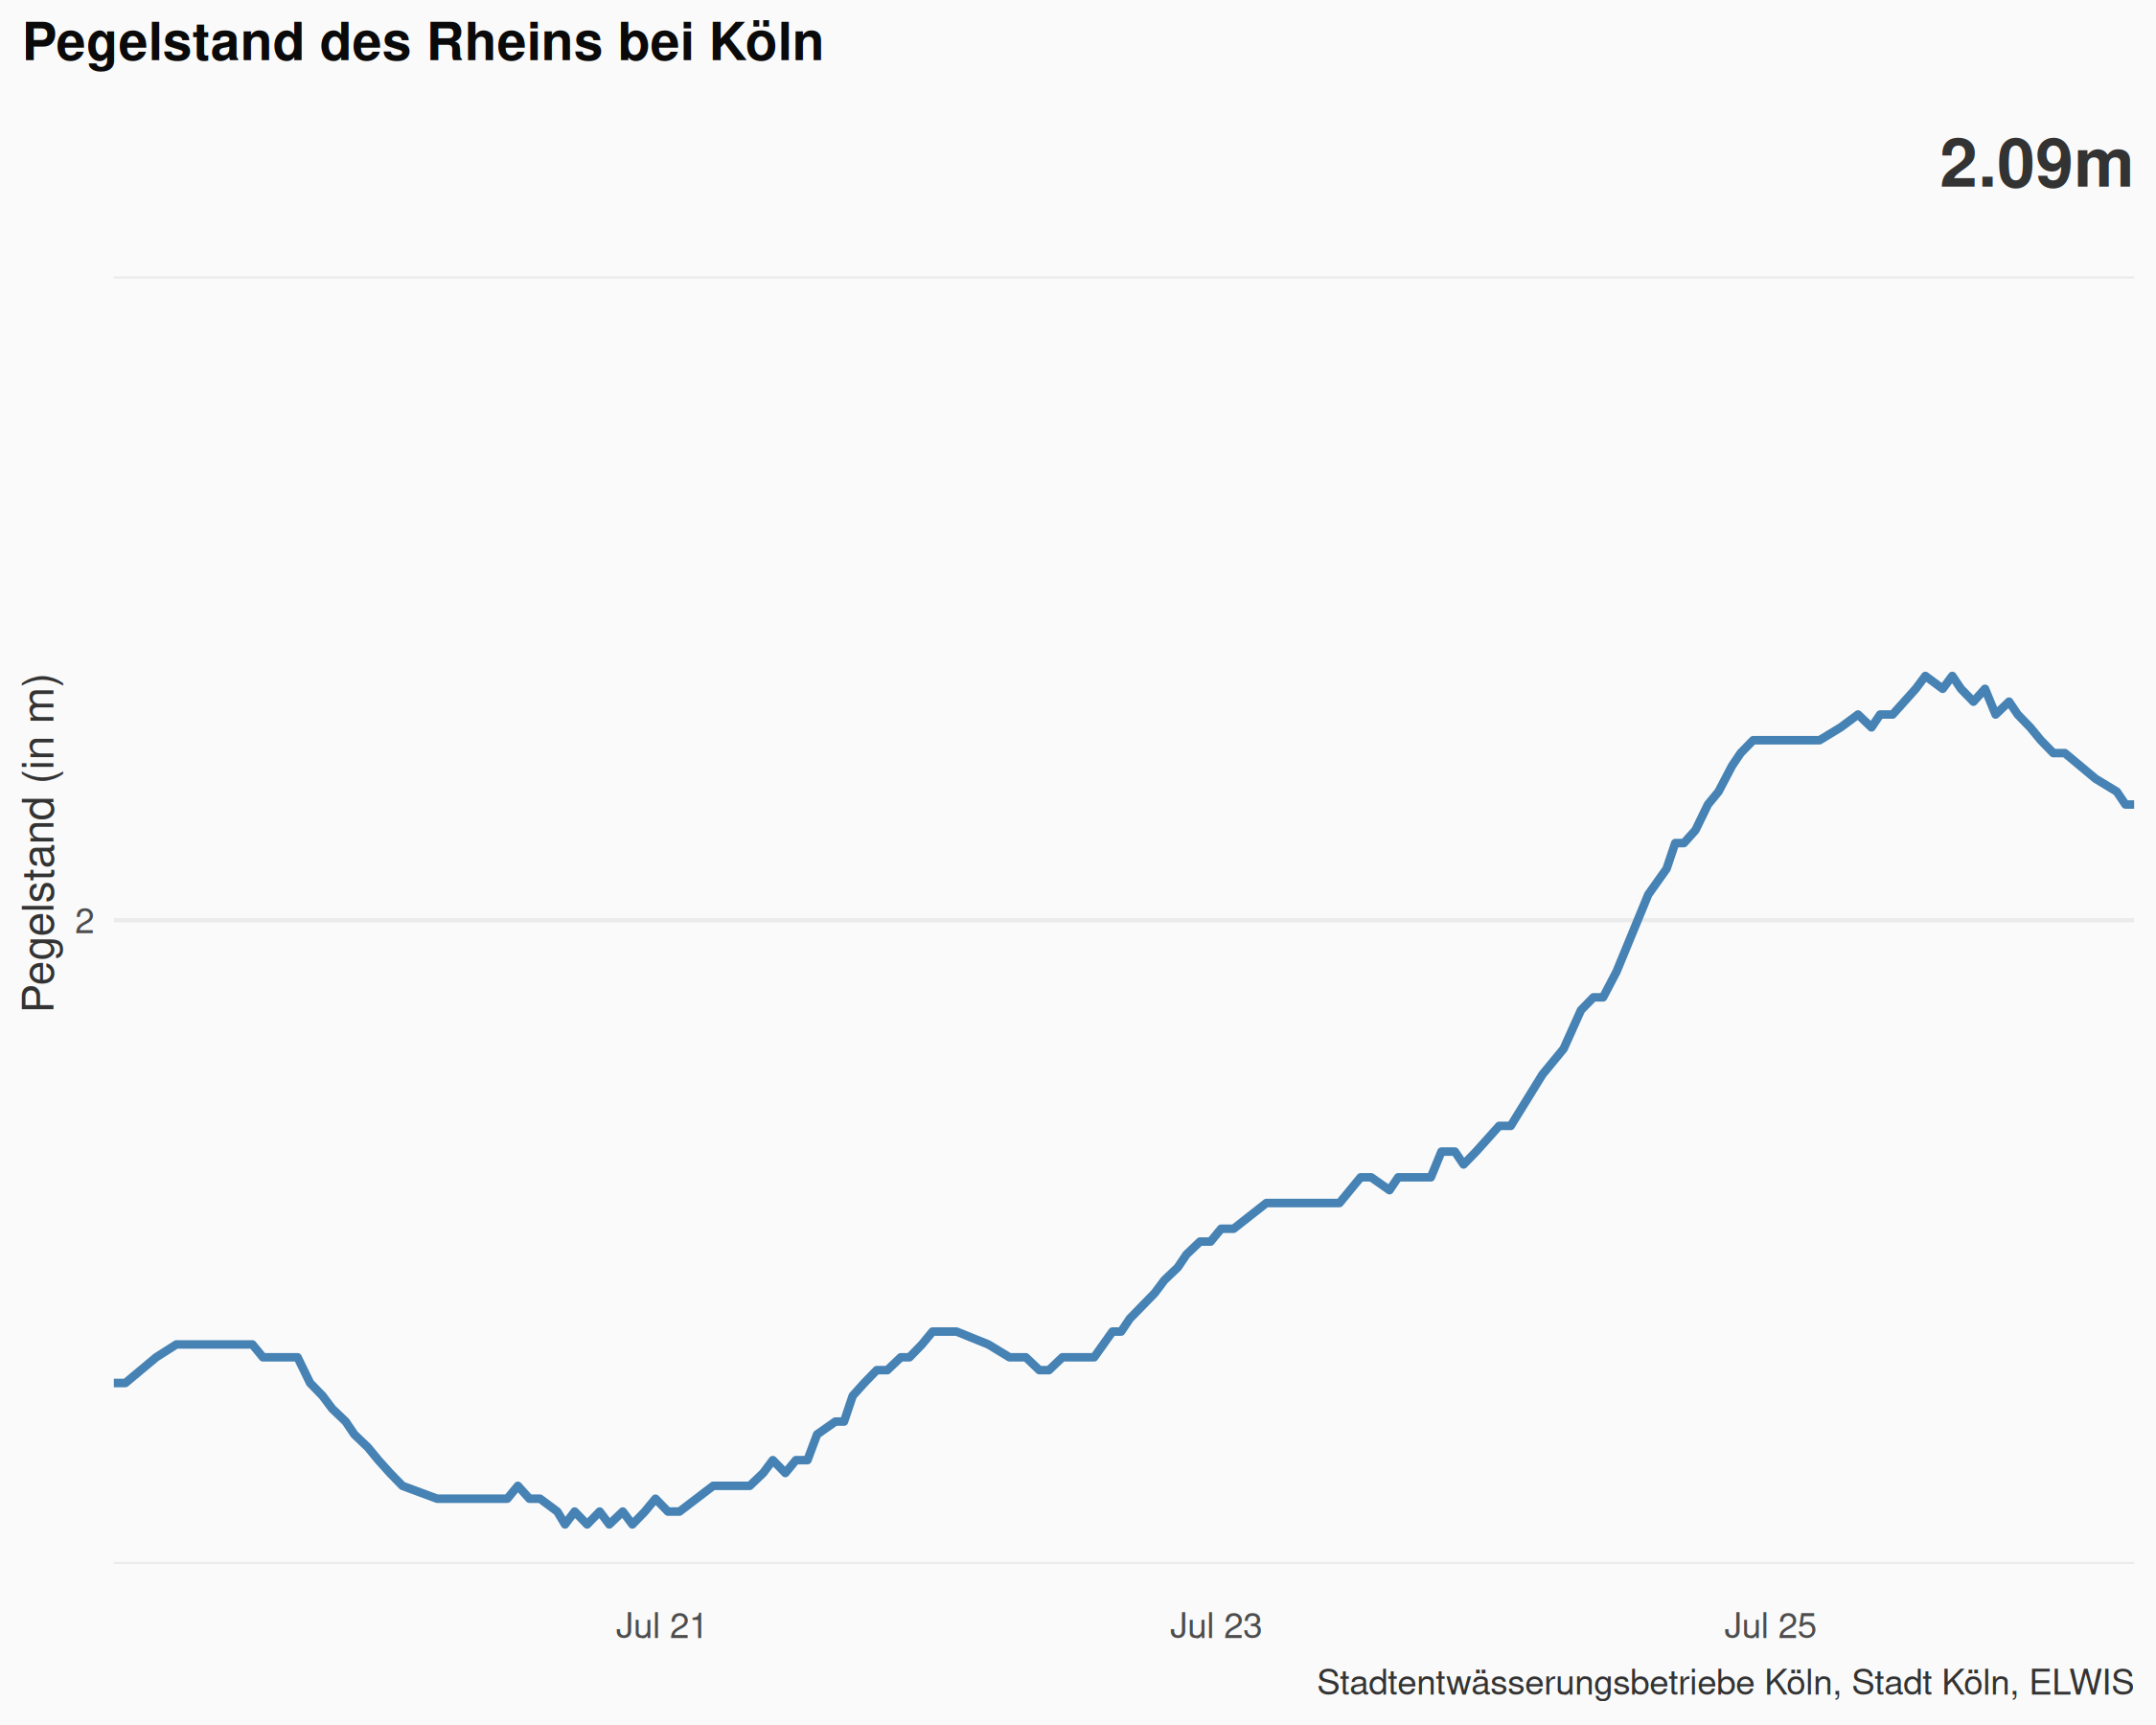 Pegelstand des Rheins bei Köln
2.09m
Pegelstand (in m)
2
Jul 21
Jul 23
Jul 25
Stadtentwässerungsbetriebe Köln, Stadt Köln, ELWIS